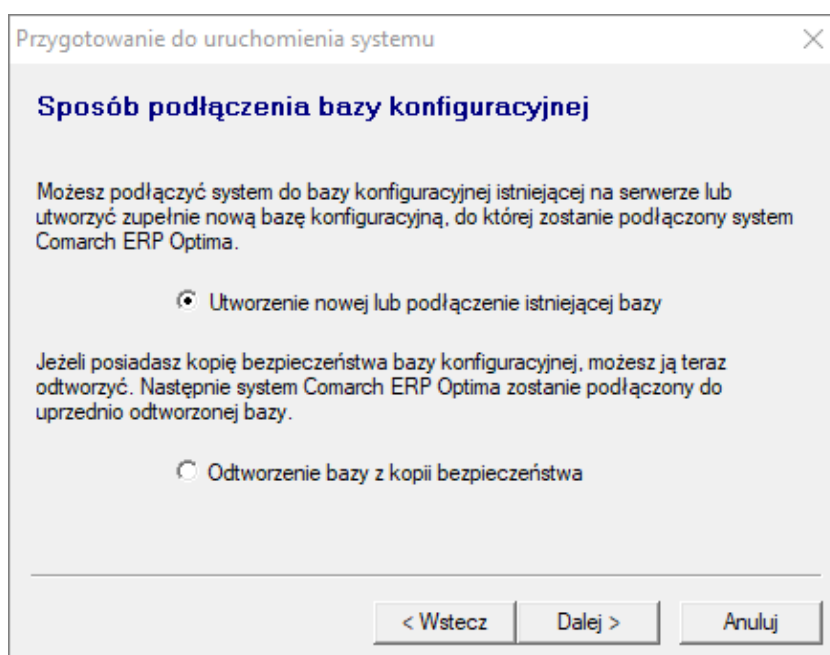 Przygotowanie do uruchomienia systemu
Sposób podłączenia bazy konfiguracyjnej
Możesz podłączyć system do bazy konfiguracyjnej istniejącej na serwerze lub
utworzyć zupełnie nową bazę konfiguracyjną, do której zostanie podłączony system
Comarch ERP Optima.
Utworzenie nowej lub podłączenie istniejącej bazy
Jeżeli posiadasz kopię bezpieczeństwa bazy konfiguracyjnej, możesz ją teraz
odtworzyć. Następnie system Comarch ERP Optima zostanie podłączony do
uprzednio odtworzonej bazy.
Odtworzenie bazy z kopii bezpieczeństwa
< Wstecz Dalej > Anuluj